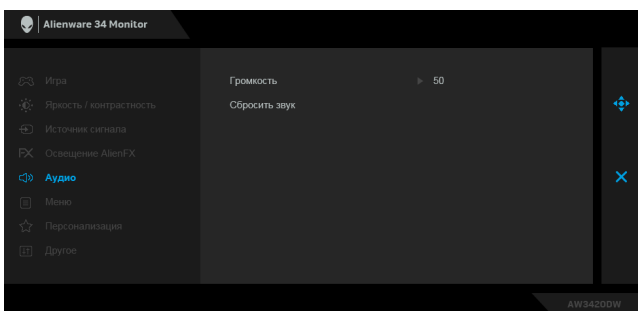 Alienware 34 Monitor
Игра
Яркость / контрастность
Источник сигнала
FX Освещение AlienFX
Аудио
Меню
Персонализация
Другое
Громкость 50
Сбросить звук
AW3420DW